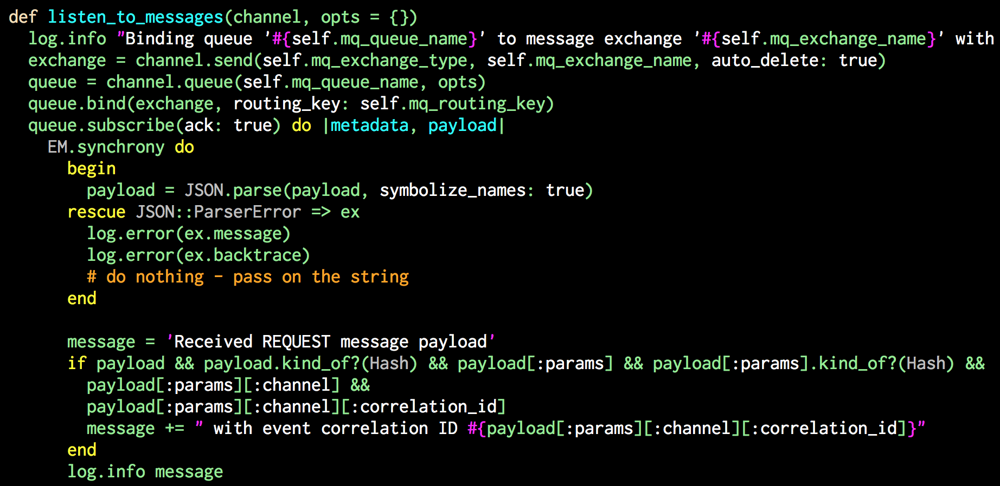 def listen_to_messages(channel, opts = {})
  log.info "Binding queue '#{self.mq_queue_name}' to message exchange '#{self.mq_exchange_name}' with
  exchange = channel.send(self.mq_exchange_type, self.mq_exchange_name, auto_delete: true)
  queue = channel.queue(self.mq_queue_name, opts)
  queue.bind(exchange, routing_key: self.mq_routing_key)
  queue.subscribe(ack: true) do |metadata, payload|
    EM.synchrony do
      begin
        payload = JSON.parse(payload, symbolize_names: true)
      rescue JSON::ParserError => ex
        log.error(ex.message)
        log.error(ex.backtrace)
        # do nothing - pass on the string
      end

      message = 'Received REQUEST message payload'
      if payload && payload.kind_of?(Hash) && payload[:params] && payload[:params].kind_of?(Hash) &&
        payload[:params][:channel] &&
        payload[:params][:channel][:correlation_id]
        message += " with event correlation ID #{payload[:params][:channel][:correlation_id]}"
      end
      log.info message